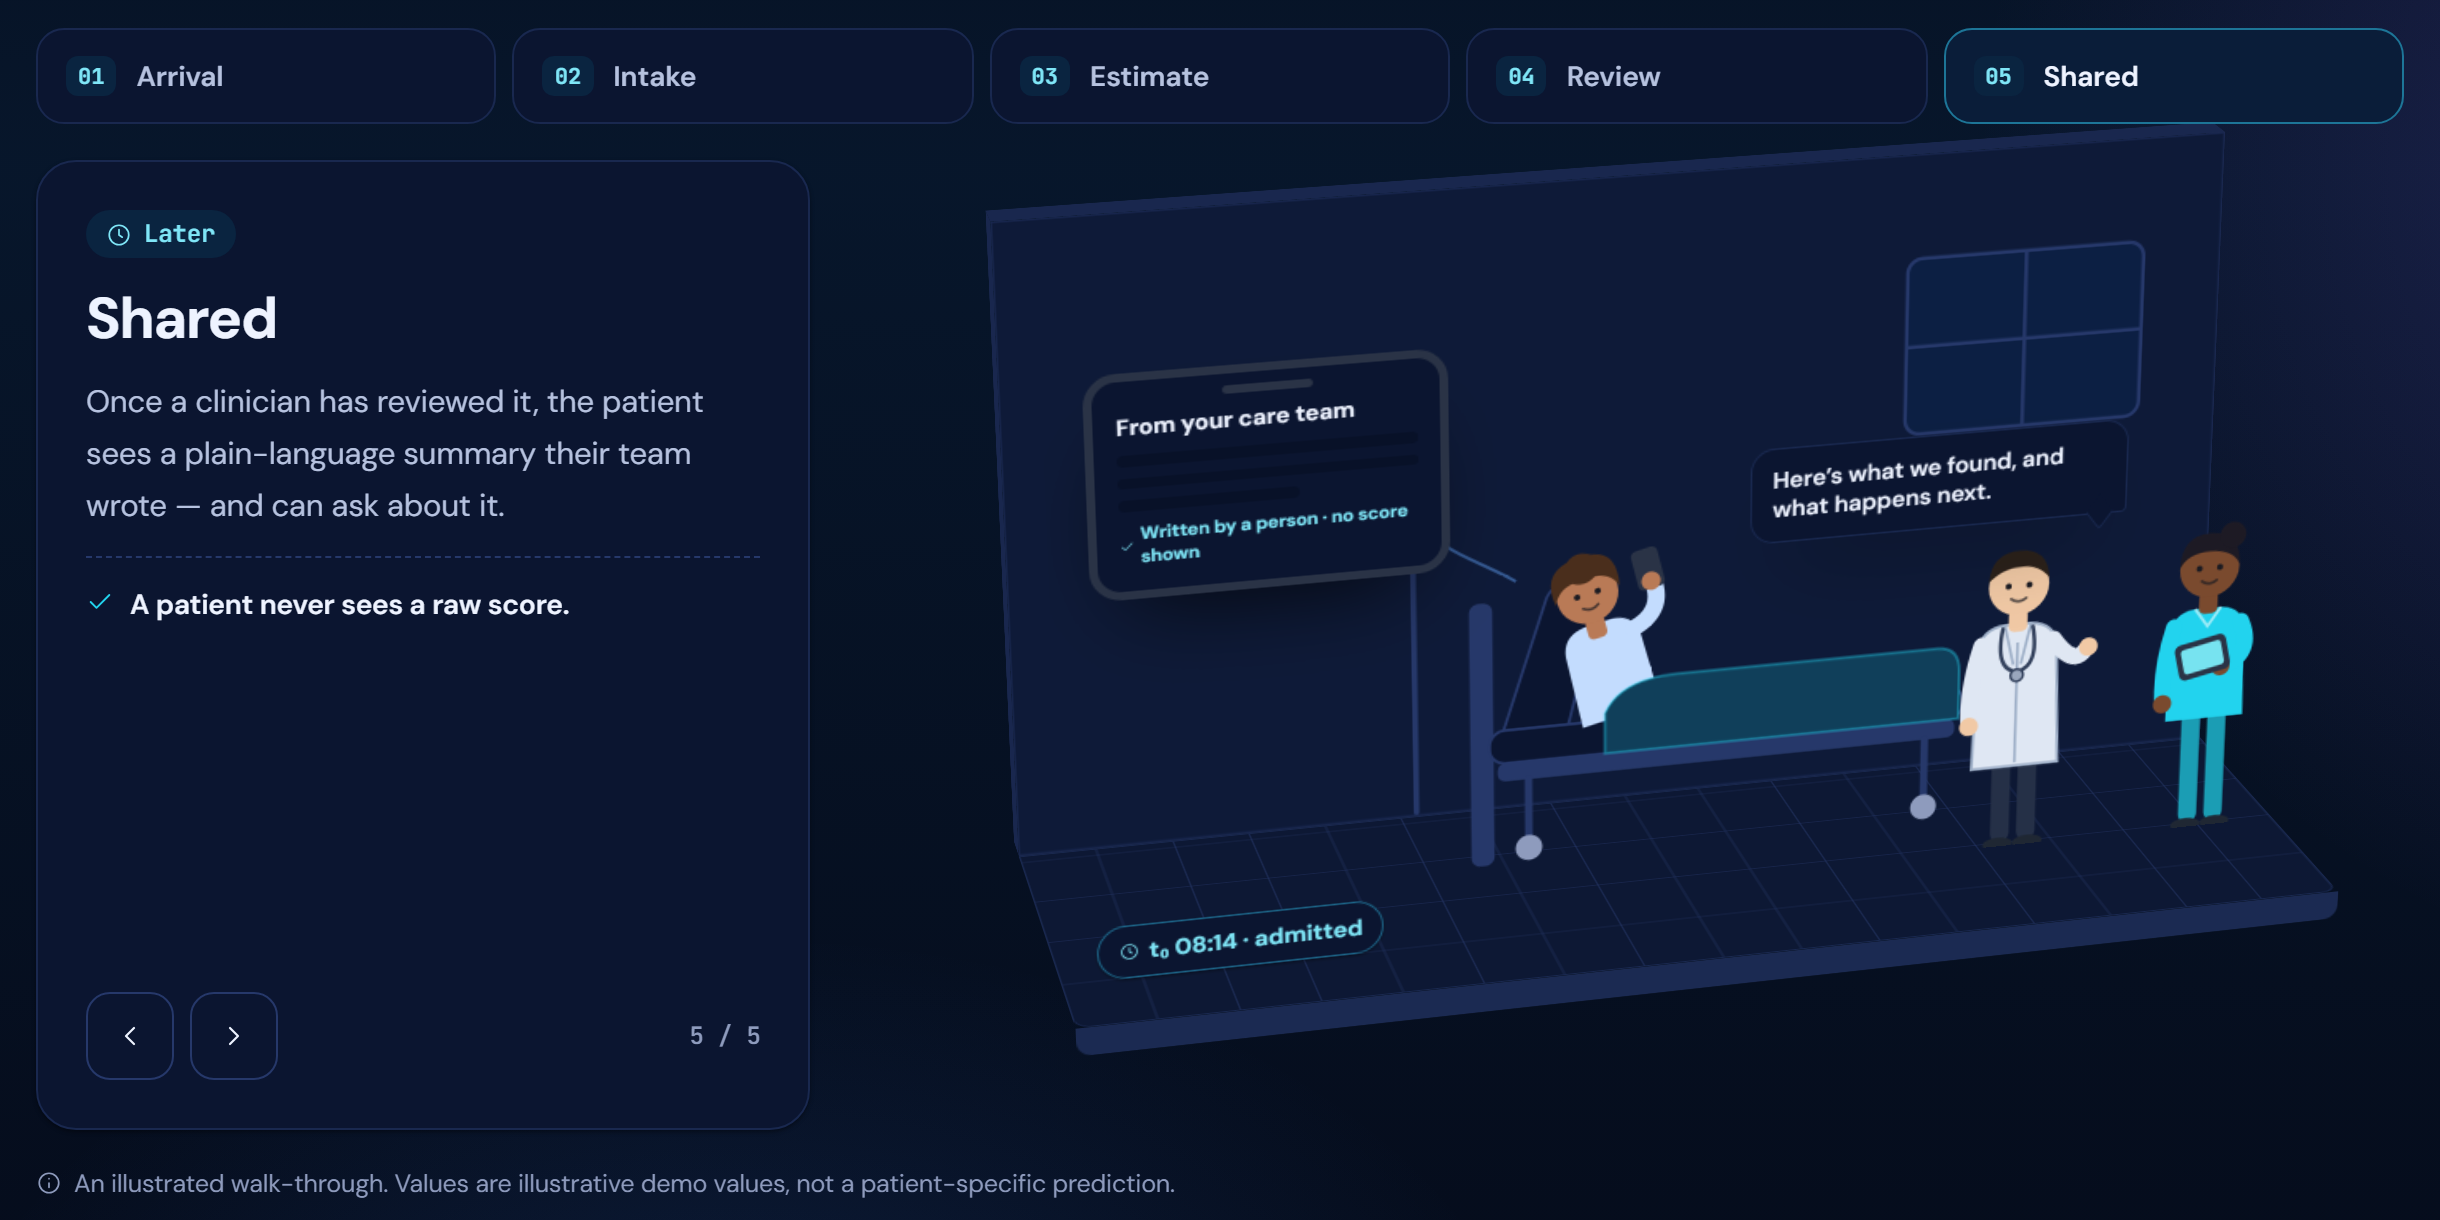 01 Arrival
02 Intake
03 Estimate
04 Review
05 Shared
Later
Shared
Once a clinician has reviewed it, the patient
sees a plain-language summary their team
wrote — and can ask about it.
A patient never sees a raw score.
5 / 5
From your care team
Written by a person · no score
shown
Here’s what we found, and
what happens next.
t₀ 08:14 · admitted
An illustrated walk-through. Values are illustrative demo values, not a patient-specific prediction.